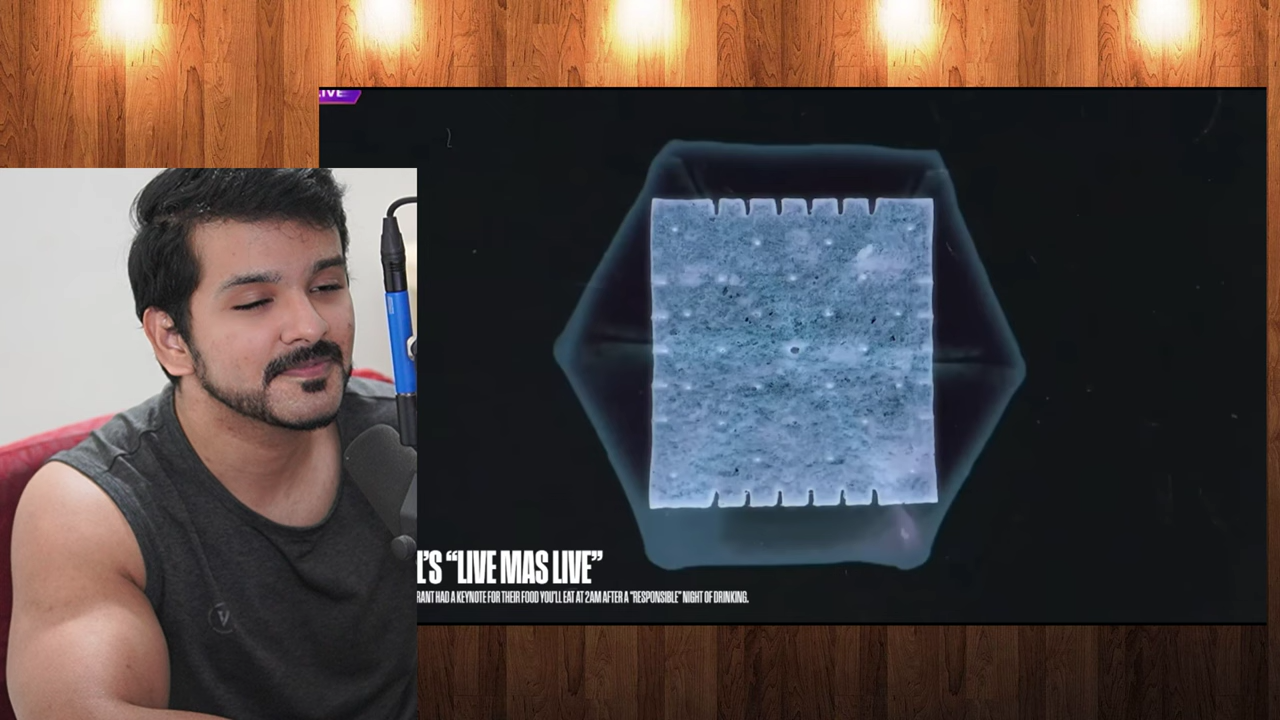 LIVE
L'S “LIVE MAS LIVE”
RANT HAD A KEYNOTE FOR THEIR FOOD YOU'LL EAT AT 2AM AFTER A “RESPONSIBLE” NIGHT OF DRINKING.